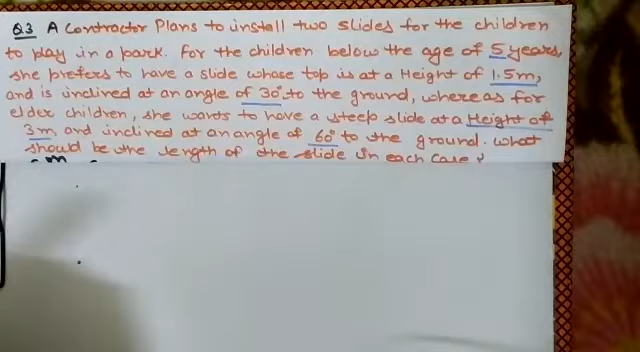 Q.3 A Contractor Plans to install two slides for the children
to play in a park. for the children below the age of 5 years,
she prefers to have a slide whose top is at a Height of 1.5m,
and is inclined at an angle of 30° to the ground, whereas for
elder children, she wants to have a steep slide at a Height of
3m, and inclined at an angle of 60° to the ground. what
should be the length of the slide in each case?
m